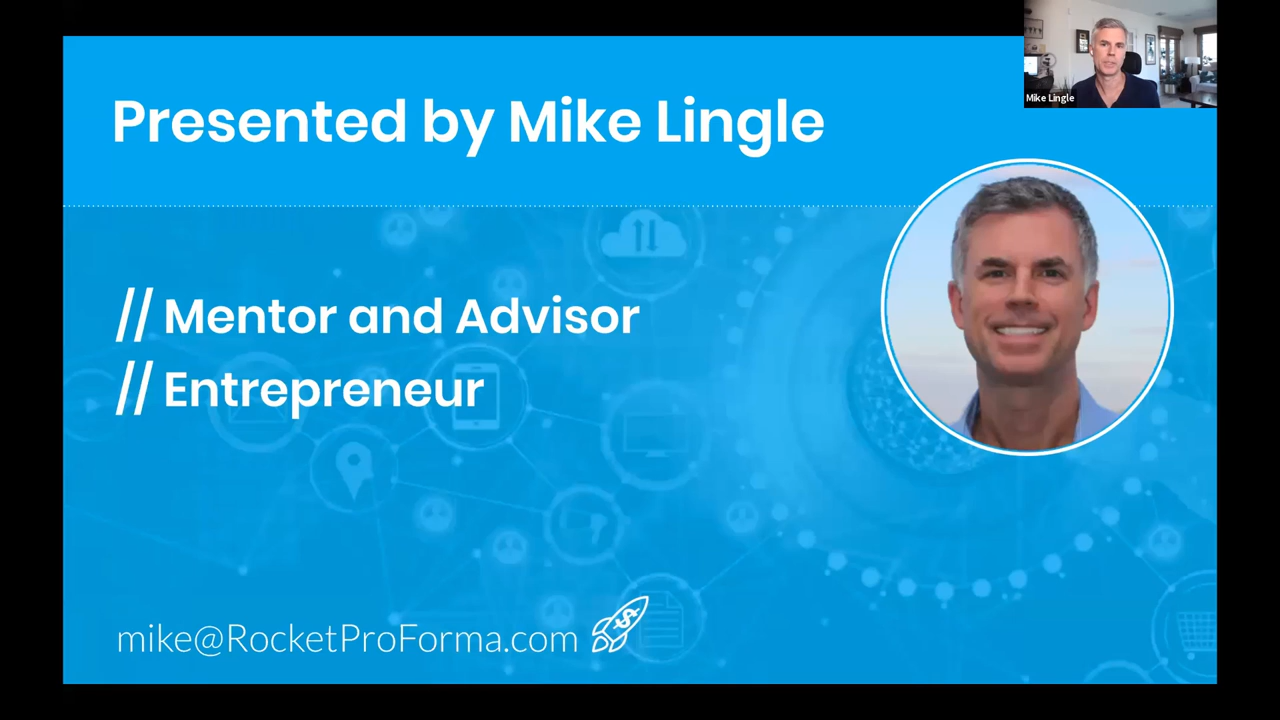 Mike Lingle
Presented by Mike Lingle
// Mentor and Advisor
// Entrepreneur
mike@RocketProForma.com